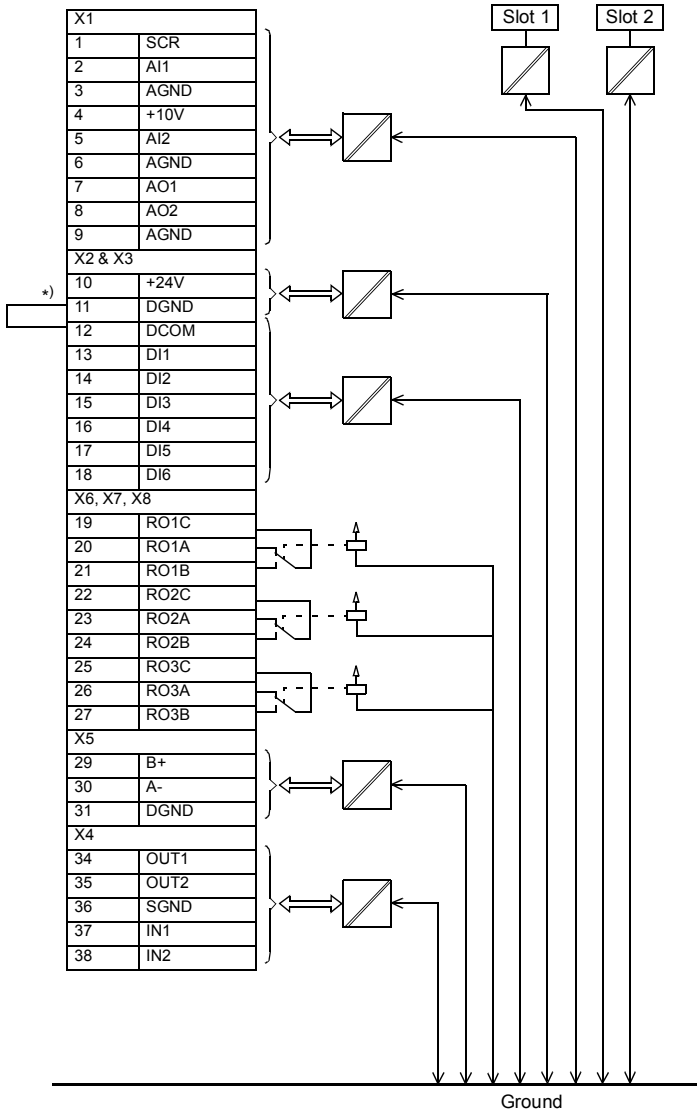 Slot 1 Slot 2
X1
1 SCR
2 AI1
3 AGND
4 +10V
5 AI2
6 AGND
7 AO1
8 AO2
9 AGND
X2 & X3
10 +24V
*)
11 DGND
12 DCOM
13 DI1
14 DI2
15 DI3
16 DI4
17 DI5
18 DI6
X6, X7, X8
19 RO1C
20 RO1A
21 RO1B
22 RO2C
23 RO2A
24 RO2B
25 RO3C
26 RO3A
27 RO3B
X5
29 B+
30 A-
31 DGND
X4
34 OUT1
35 OUT2
36 SGND
37 IN1
38 IN2
Ground